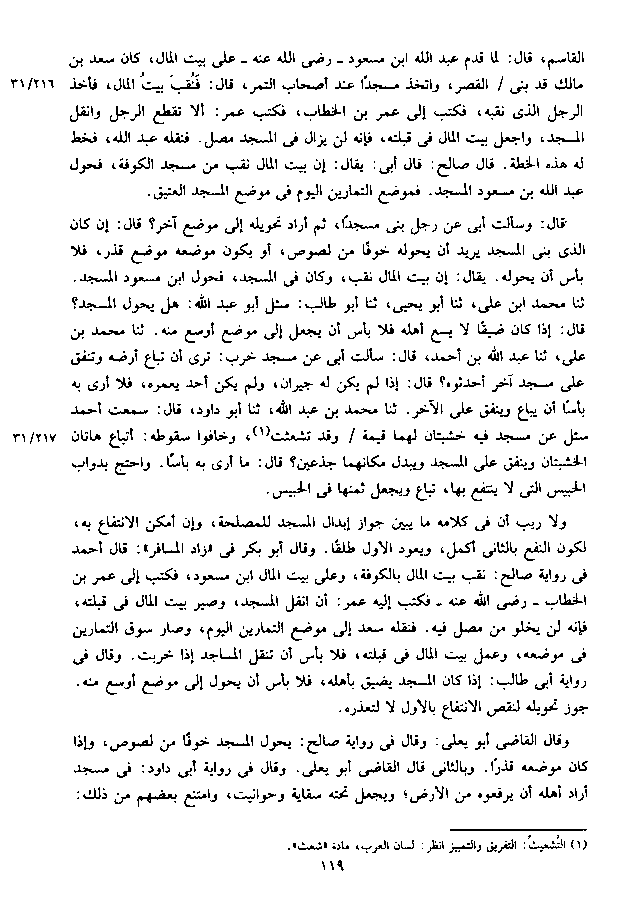 القاسم، قال: لما قدم عبد الله ابن مسعود ـ رضى الله عنه ـ على بيت المال، كان سعد بن
مالك قد بنى / القصر، واتخذ مسجدًا عند أصحاب التمر، قال: فَنُقبَ بيتُ المال، فأخذ ٣١/٢١٦
الرجل الذى نقبه، فكتب إلى عمر بن الخطاب، فكتب عمر: ألا تقطع الرجل وانقل
المسجد، واجعل بيت المال فى قبلته، فإنه لن يزال فى المسجد مصل. فنقله عبد الله، فخط
له هذه الخطة. قال صالح: قال أبى: يقال: إن بيت المال نقب من مسجد الكوفة، فحول
عبد الله بن مسعود المسجد. فموضع التمارين اليوم فى موضع المسجد العتيق.
قال: وسألت أبى عن رجل بنى مسجدًا، ثم أراد تحويله إلى موضع آخر؟ قال: إن كان
الذى بنى المسجد يريد أن يحوله خوفًا من لصوص، أو يكون موضعه موضع قذر، فلا
بأس أن يحوله. يقال: إن بيت المال نقب، وكان فى المسجد، فحول ابن مسعود المسجد.
ثنا محمد ابن على، ثنا أبو يحيى، ثنا أبو طالب: سئل أبو عبد الله: هل يحول المسجد؟
قال: إذا كان ضيقًا لا يسع أهله فلا بأس أن يجعل إلى موضع أوسع منه. ثنا محمد بن
على، ثنا عبد الله بن أحمد، قال: سألت أبى عن مسجد خرب: ترى أن تباع أرضه وتنفق
على مسجد آخر أحدثوه؟ قال: إذا لم يكن له جيران، ولم يكن أحد يعمره، فلا أرى به
بأسًا أن يباع وينفق على الآخر. ثنا محمد بن عبد الله، ثنا أبو داود، قال: سمعت أحمد
سئل عن مسجد فيه خشبتان لهما قيمة / وقد تشعثت(١)، وخافوا سقوطه: أتباع هاتان ٣١/٢١٧
الخشبتان وينفق على المسجد ويبدل مكانهما جذعين؟ قال: ما أرى به بأسًا. واحتج بدواب
الحبيس التى لا ينتفع بها، تباع ويجعل ثمنها فى الحبيس.
ولا ريب أن فى كلامه ما يبين جواز إبدال المسجد للمصلحة، وإن أمكن الانتفاع به،
لكون النفع بالثانى أكمل، ويعود الأول طلقًا. وقال أبو بكر فى «زاد المسافر»: قال أحمد
فى رواية صالح: نقب بيت المال بالكوفة، وعلى بيت المال ابن مسعود، فكتب إلى عمر بن
الخطاب ـ رضى الله عنه ـ فكتب إليه عمر: أن انقل المسجد، وصير بيت المال فى قبلته،
فإنه لن يخلو من مصل فيه. فنقله سعد إلى موضع التمارين اليوم، وصار سوق التمارين
فى موضعه، وعمل بيت المال فى قبلته، فلا بأس أن تنقل المساجد إذا خربت. وقال فى
رواية أبى طالب: إذا كان المسجد يضيق بأهله، فلا بأس أن يحول إلى موضع أوسع منه.
جوز تحويله لنقص الانتفاع بالأول لا لتعذره.
وقال القاضى أبو يعلى: وقال فى رواية صالح: يحول المسجد خوفًا من لصوص، وإذا
كان موضعه قذرًا. وبالثانى قال القاضى أبو يعلى. وقال فى رواية أبى داود: فى مسجد
أراد أهله أن يرفعوه من الأرض؛ ويجعل تحته سقاية وحوانيت، وامتنع بعضهم من ذلك:
(١) التَّشعيثُ: التفريق والتمييز انظر: لسان العرب، مادة «شعث».
١١٩